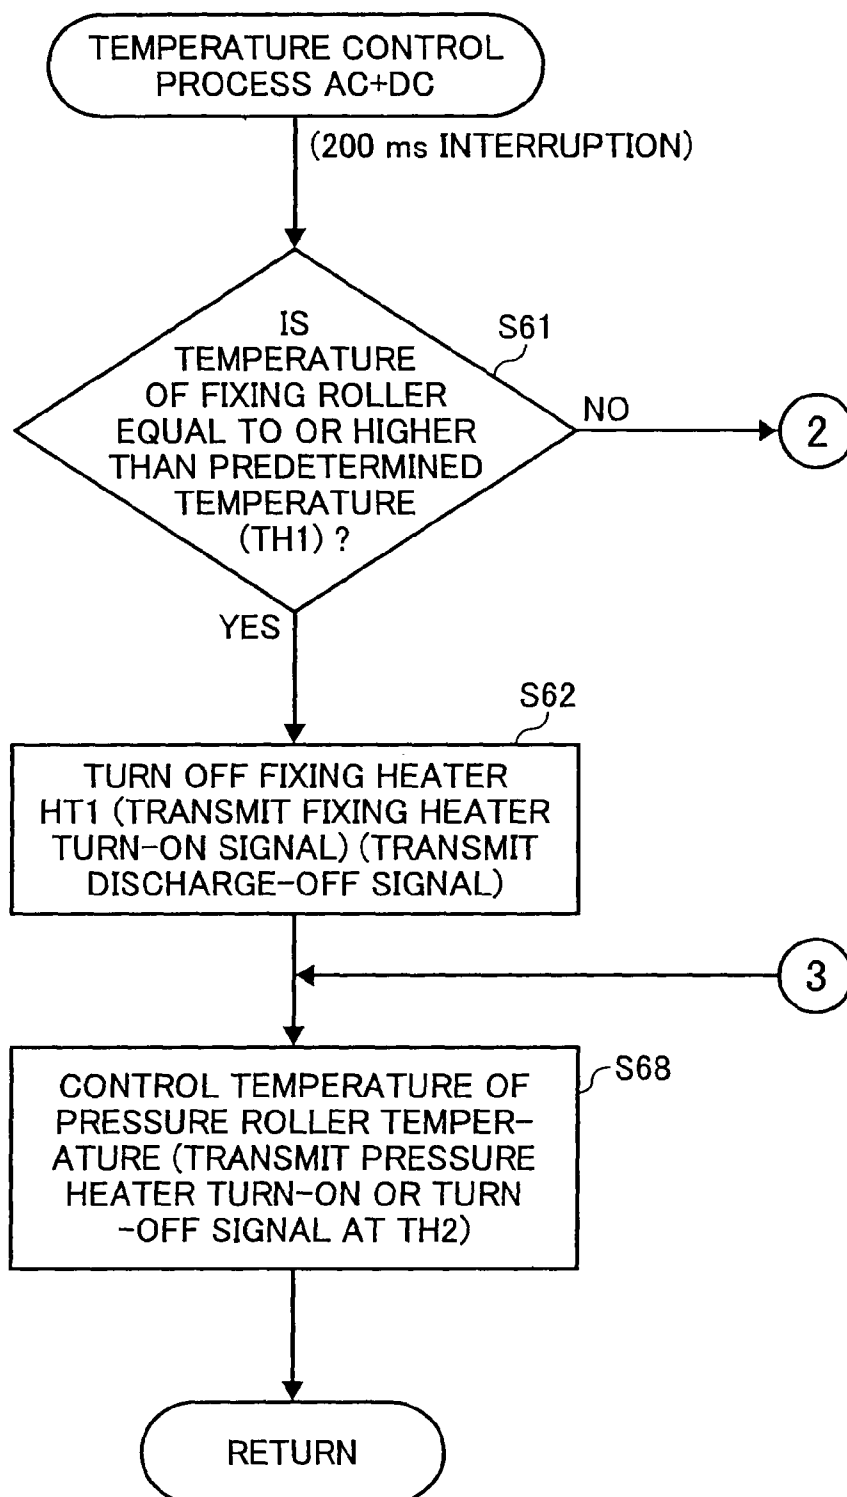 TEMPERATURE CONTROL
PROCESS AC+DC
(200 ms INTERRUPTION)
IS
TEMPERATURE
OF FIXING ROLLER
EQUAL TO OR HIGHER
THAN PREDETERMINED
TEMPERATURE
(TH1) ?
S61
NO
2
YES
S62
TURN OFF FIXING HEATER
HT1 (TRANSMIT FIXING HEATER
TURN-ON SIGNAL) (TRANSMIT
DISCHARGE-OFF SIGNAL)
3
S68
CONTROL TEMPERATURE OF
PRESSURE ROLLER TEMPER-
ATURE (TRANSMIT PRESSURE
HEATER TURN-ON OR TURN
-OFF SIGNAL AT TH2)
RETURN